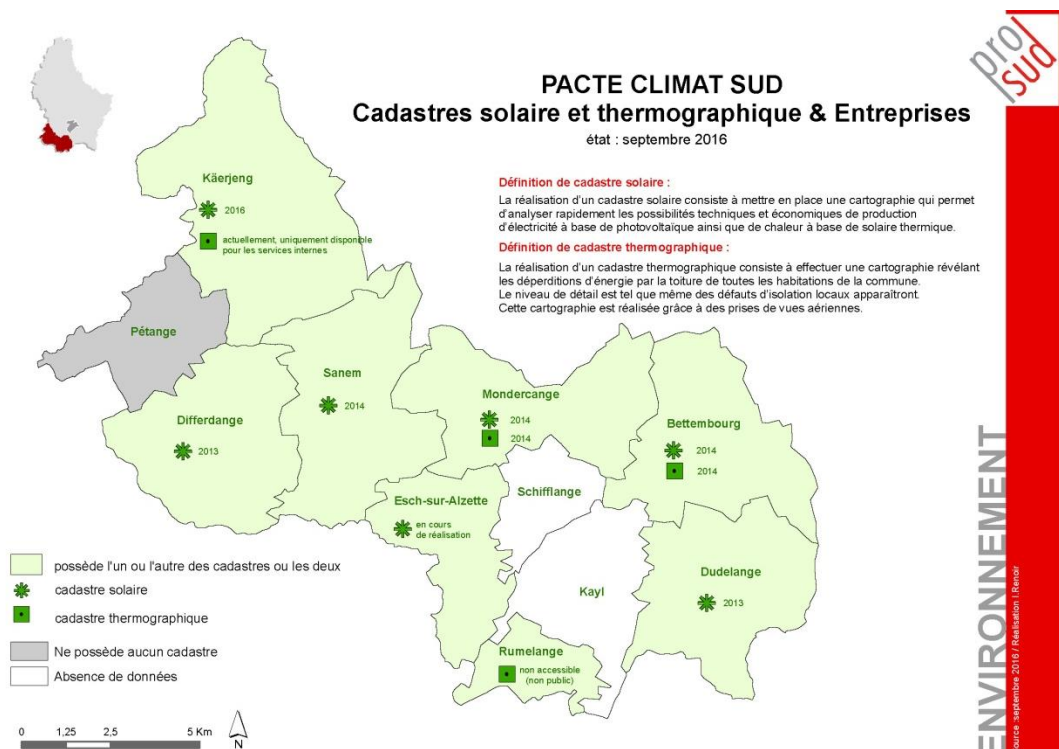 pro
sud
PACTE CLIMAT SUD
Cadastres solaire et thermographique & Entreprises
état : septembre 2016
Définition de cadastre solaire :
La réalisation d'un cadastre solaire consiste à mettre en place une cartographie qui permet
d'analyser rapidement les possibilités techniques et économiques de production
d'électricité à base de photovoltaïque ainsi que de chaleur à base de solaire thermique.
Définition de cadastre thermographique :
La réalisation d'un cadastre thermographique consiste à effectuer une cartographie révélant
les déperditions d'énergie par la toiture de toutes les habitations de la commune.
Le niveau de détail est tel que même des défauts d'isolation locaux apparaîtront.
Cette cartographie est réalisée grâce à des prises de vues aériennes.
Käerjeng
2016
actuellement, uniquement disponible
pour les services internes
Pétange
Sanem
2014
Differdange
2013
Mondercange
2014
2014
Bettembourg
2014
2014
Schifflange
Esch-sur-Alzette
en cours
de réalisation
Kayl
Dudelange
2013
Rumelange
non accessible
(non public)
possède l'un ou l'autre des cadastres ou les deux
cadastre solaire
cadastre thermographique
Ne possède aucun cadastre
Absence de données
0 1,25 2,5 5 Km
N
ENVIRONNEMENT
source :septembre 2016 / Réalisation I.Renoir